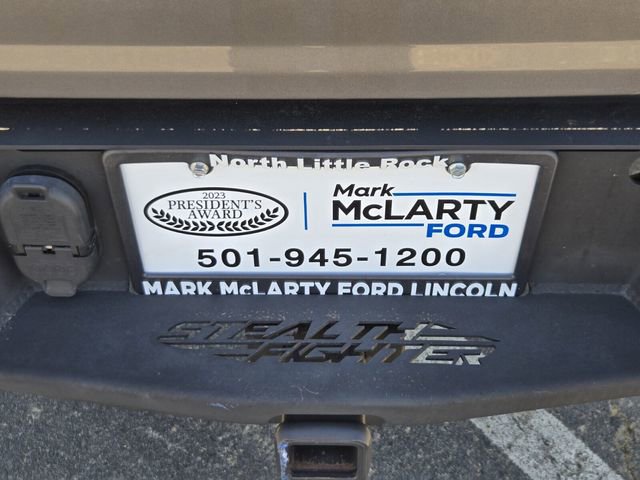 North Little Rock
2023
PRESIDENT'S
AWARD
Mark
McLARTY
FORD
501-945-1200
MARK McLARTY FORD LINCOLN
STEALTH
FIGHTER